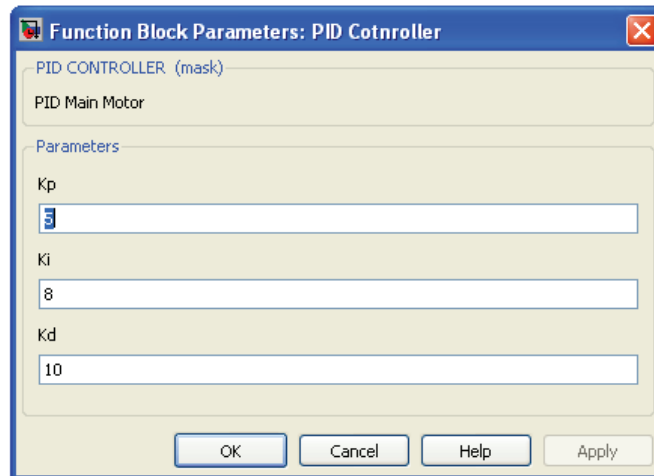 Function Block Parameters: PID Cotnroller
PID CONTROLLER (mask)
PID Main Motor
Parameters
Kp
5
Ki
8
Kd
10
OK Cancel Help Apply